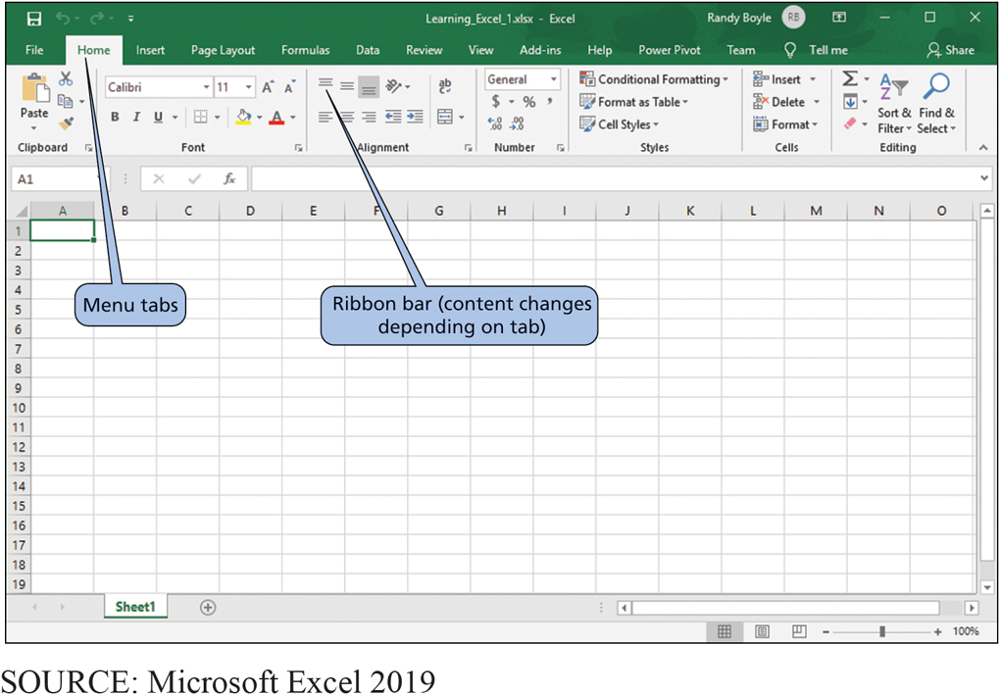 Learning_Excel_1.xlsx - Excel
Randy Boyle RB
File Home Insert Page Layout Formulas Data Review View Add-ins Help Power Pivot Team Tell me Share
Paste
Calibri 11
B I U
ab
General
$ % ,
Conditional Formatting
Format as Table
Cell Styles
Insert
Delete
Format
Σ
A
Z
Sort & Filter
Find & Select
Clipboard Font Alignment Number Styles Cells Editing
A1 fx
A B C D E F G H I J K L M N O
1
2
3
4
5
6
7
8
9
10
11
12
13
14
15
16
17
18
19
Menu tabs
Ribbon bar (content changes
depending on tab)
Sheet1
100%
SOURCE: Microsoft Excel 2019